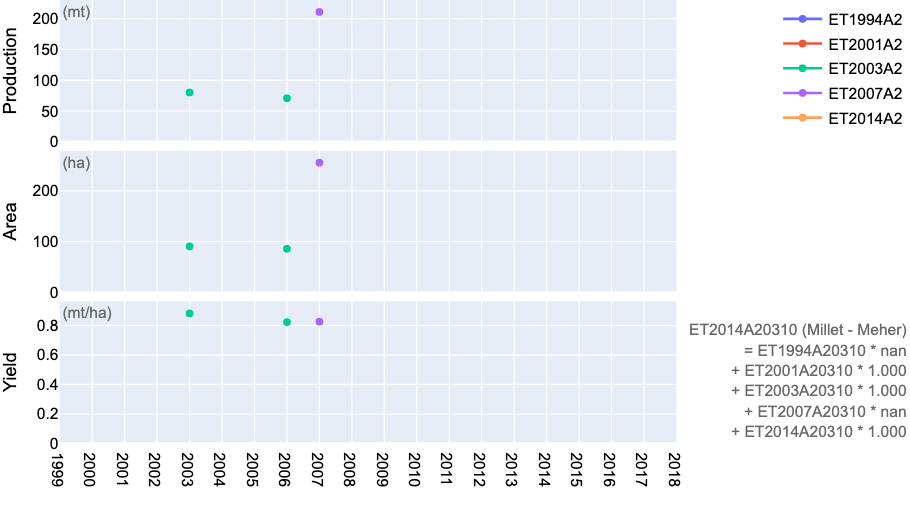 Production
(mt)
200
150
100
50
0
Area
(ha)
200
100
0
Yield
(mt/ha)
0.8
0.6
0.4
0.2
0
1999
2000
2001
2002
2003
2004
2005
2006
2007
2008
2009
2010
2011
2012
2013
2014
2015
2016
2017
2018
ET1994A2
ET2001A2
ET2003A2
ET2007A2
ET2014A2
ET2014A20310 (Millet - Meher)
= ET1994A20310 * nan
+ ET2001A20310 * 1.000
+ ET2003A20310 * 1.000
+ ET2007A20310 * nan
+ ET2014A20310 * 1.000